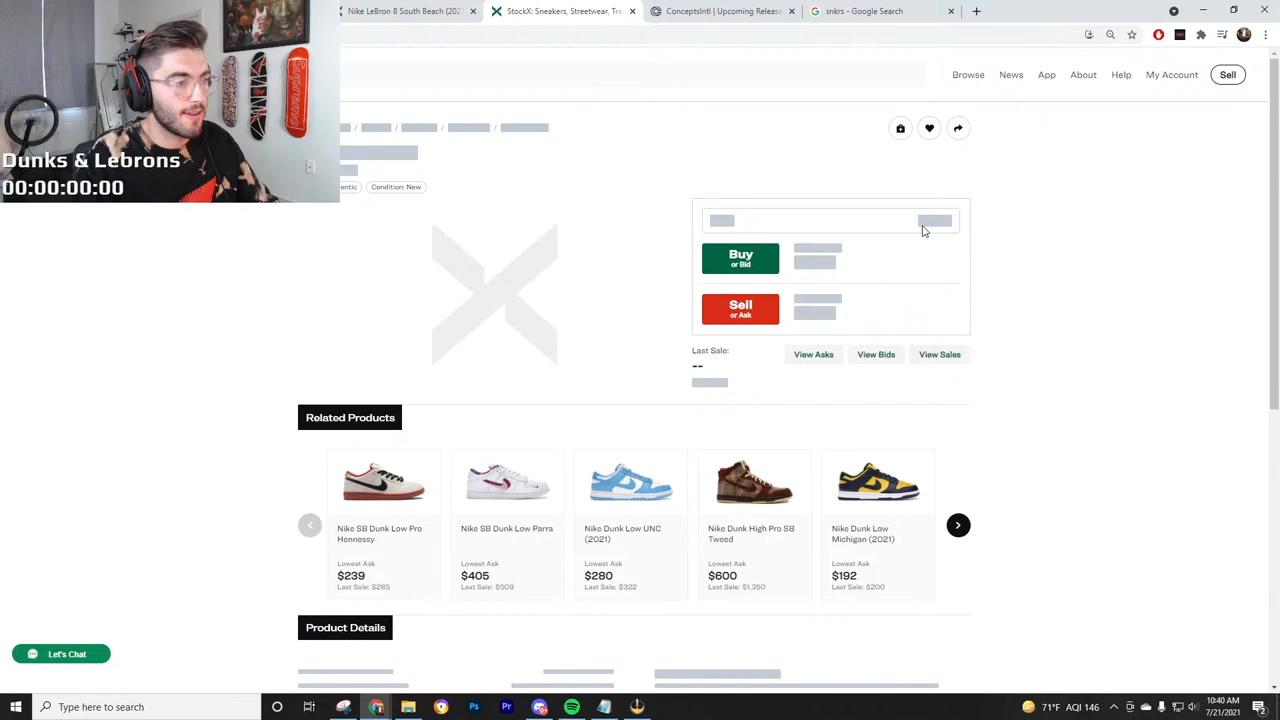 Nike LeBron 8 South Beach (202
StockX: Sneakers, Streetwear, Tra
ConceptsIntl | Upcoming Release
snkrs - Google Search
Browse News App About Help My Account Sell
/ / / /
Dunks & Lebrons
00:00:00:00
Supreme
entic Condition: New
Buy
or Bid
Sell
or Ask
Last Sale: View Asks View Bids View Sales
--
Related Products
Nike SB Dunk Low Pro
Hennessy
Lowest Ask
$239
Last Sale: $285
Nike SB Dunk Low Parra
Lowest Ask
$405
Last Sale: $509
Nike Dunk Low UNC
(2021)
Lowest Ask
$280
Last Sale: $322
Nike Dunk High Pro SB
Tweed
Lowest Ask
$600
Last Sale: $1,350
Nike Dunk Low
Michigan (2021)
Lowest Ask
$192
Last Sale: $200
Product Details
Let's Chat
Type here to search
71°F AQI 146
10:40 AM
7/21/2021